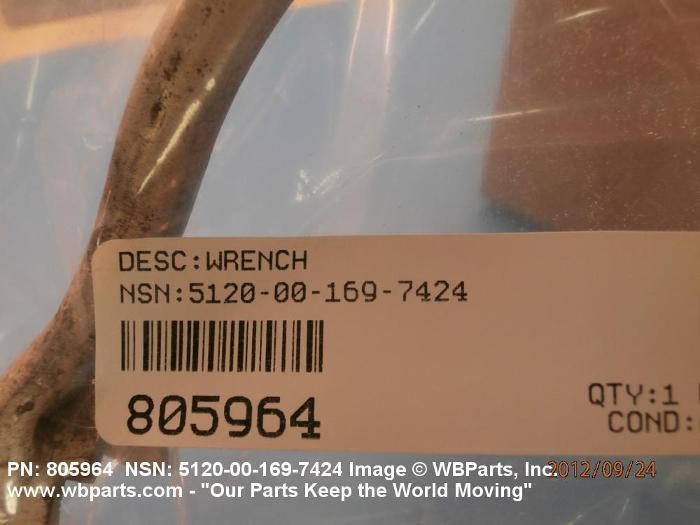 DESC:WRENCH
NSN:5120-00-169-7424
805964
QTY:1
COND:
PN: 805964 NSN: 5120-00-169-7424 Image © WBParts, Inc.
2012/09/24
www.wbparts.com - "Our Parts Keep the World Moving"